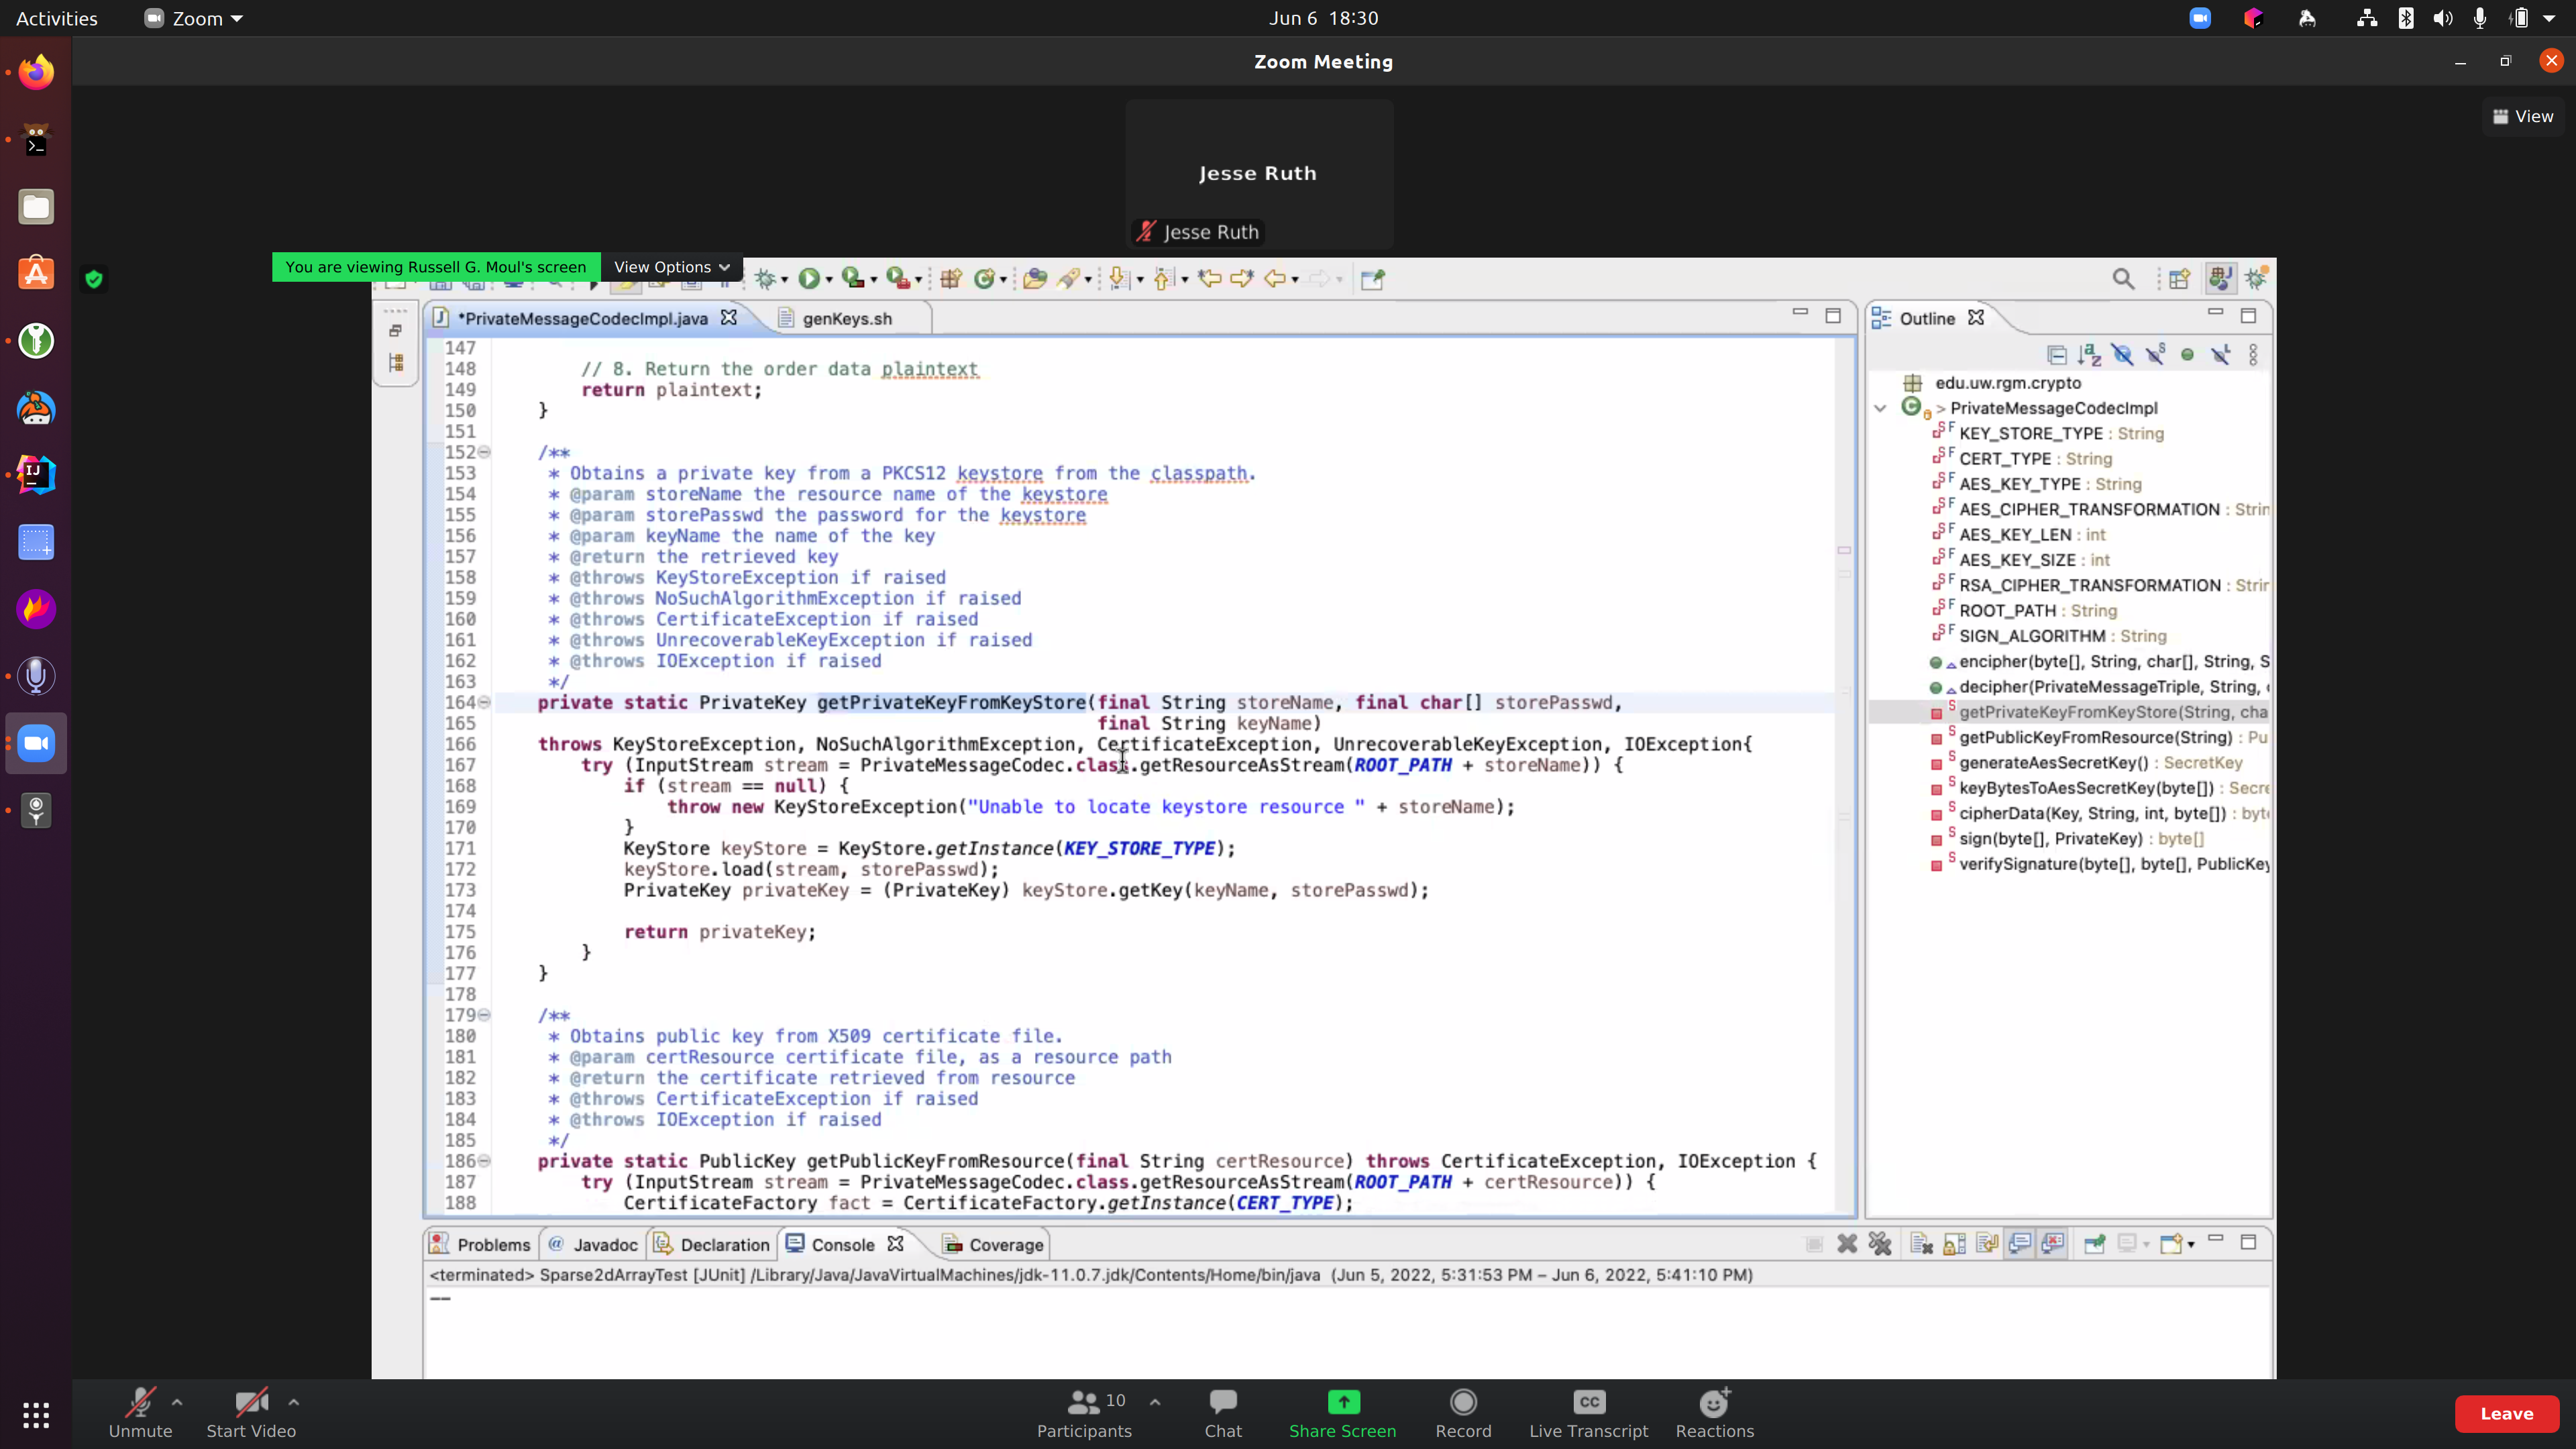 Activities
Zoom
Jun 6 18:30
Zoom Meeting
View
Jesse Ruth
Jesse Ruth
You are viewing Russell G. Moul's screen
View Options
*PrivateMessageCodecImpl.java
genKeys.sh
147
148 // 8. Return the order data plaintext
149 return plaintext;
150 }
151
152 /**
153 * Obtains a private key from a PKCS12 keystore from the classpath.
154 * @param storeName the resource name of the keystore
155 * @param storePasswd the password for the keystore
156 * @param keyName the name of the key
157 * @return the retrieved key
158 * @throws KeyStoreException if raised
159 * @throws NoSuchAlgorithmException if raised
160 * @throws CertificateException if raised
161 * @throws UnrecoverableKeyException if raised
162 * @throws IOException if raised
163 */
164 private static PrivateKey getPrivateKeyFromKeyStore(final String storeName, final char[] storePasswd,
165 final String keyName)
166 throws KeyStoreException, NoSuchAlgorithmException, CertificateException, UnrecoverableKeyException, IOException{
167 try (InputStream stream = PrivateMessageCodec.class.getResourceAsStream(ROOT_PATH + storeName)) {
168 if (stream == null) {
169 throw new KeyStoreException("Unable to locate keystore resource " + storeName);
170 }
171 KeyStore keyStore = KeyStore.getInstance(KEY_STORE_TYPE);
172 keyStore.load(stream, storePasswd);
173 PrivateKey privateKey = (PrivateKey) keyStore.getKey(keyName, storePasswd);
174
175 return privateKey;
176 }
177 }
178
179 /**
180 * Obtains public key from X509 certificate file.
181 * @param certResource certificate file, as a resource path
182 * @return the certificate retrieved from resource
183 * @throws CertificateException if raised
184 * @throws IOException if raised
185 */
186 private static PublicKey getPublicKeyFromResource(final String certResource) throws CertificateException, IOException {
187 try (InputStream stream = PrivateMessageCodec.class.getResourceAsStream(ROOT_PATH + certResource)) {
188 CertificateFactory fact = CertificateFactory.getInstance(CERT_TYPE);
Outline
edu.uw.rgm.crypto
> PrivateMessageCodecImpl
KEY_STORE_TYPE : String
CERT_TYPE : String
AES_KEY_TYPE : String
AES_CIPHER_TRANSFORMATION : Strin
AES_KEY_LEN : int
AES_KEY_SIZE : int
RSA_CIPHER_TRANSFORMATION : Strin
ROOT_PATH : String
SIGN_ALGORITHM : String
encipher(byte[], String, char[], String, S
decipher(PrivateMessageTriple, String, c
getPrivateKeyFromKeyStore(String, cha
getPublicKeyFromResource(String) : Pu
generateAesSecretKey() : SecretKey
keyBytesToAesSecretKey(byte[]) : Secre
cipherData(Key, String, int, byte[]) : byte
sign(byte[], PrivateKey) : byte[]
verifySignature(byte[], byte[], PublicKey
Problems
Javadoc
Declaration
Console
Coverage
<terminated> Sparse2dArrayTest [JUnit] /Library/Java/JavaVirtualMachines/jdk-11.0.7.jdk/Contents/Home/bin/java (Jun 5, 2022, 5:31:53 PM – Jun 6, 2022, 5:41:10 PM)
Unmute
Start Video
10
Participants
Chat
Share Screen
Record
CC
Live Transcript
Reactions
Leave